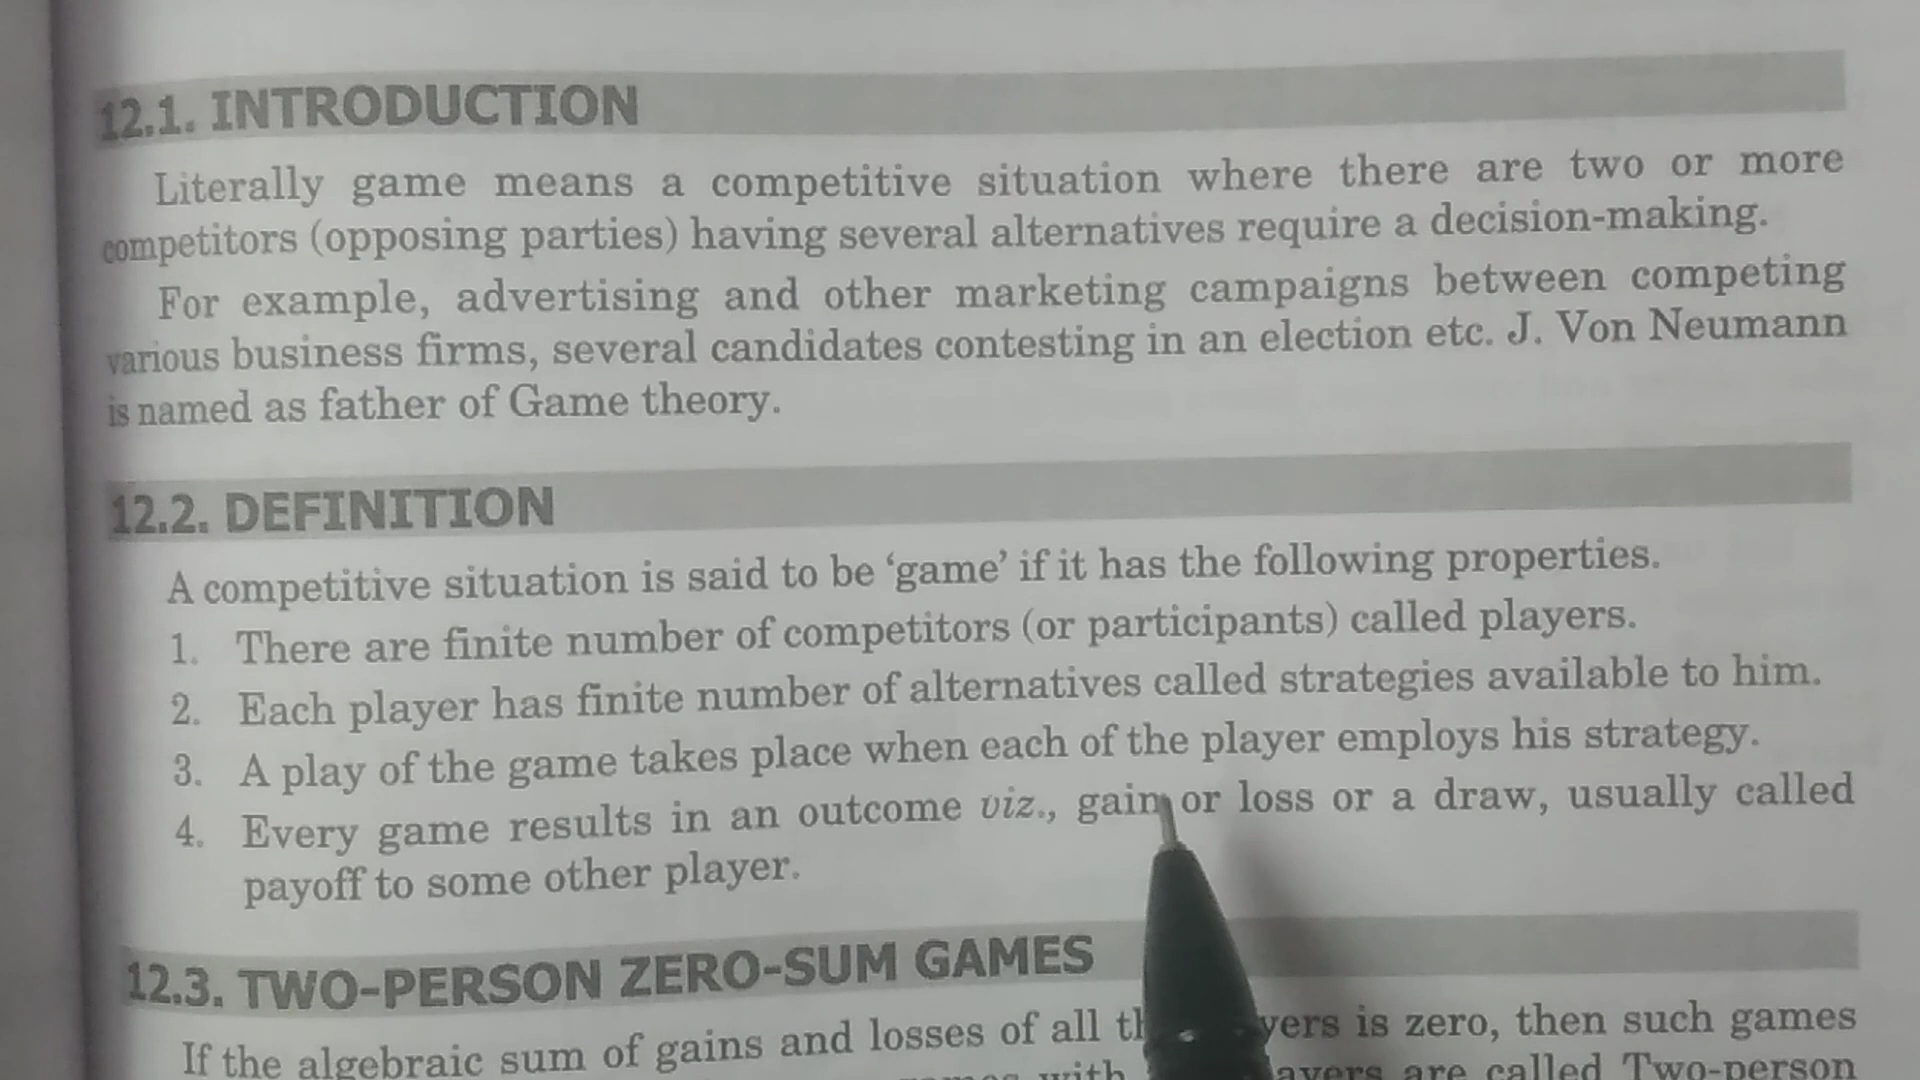 12.1. INTRODUCTION
Literally game means a competitive situation where there are two or more
competitors (opposing parties) having several alternatives require a decision-making.
For example, advertising and other marketing campaigns between competing
various business firms, several candidates contesting in an election etc. J. Von Neumann
is named as father of Game theory.
12.2. DEFINITION
A competitive situation is said to be ‘game’ if it has the following properties.
1. There are finite number of competitors (or participants) called players.
2. Each player has finite number of alternatives called strategies available to him.
3. A play of the game takes place when each of the player employs his strategy.
4. Every game results in an outcome viz., gain or loss or a draw, usually called
payoff to some other player.
12.3. TWO-PERSON ZERO-SUM GAMES
If the algebraic sum of gains and losses of all is zero, then such games
with are called Two-person